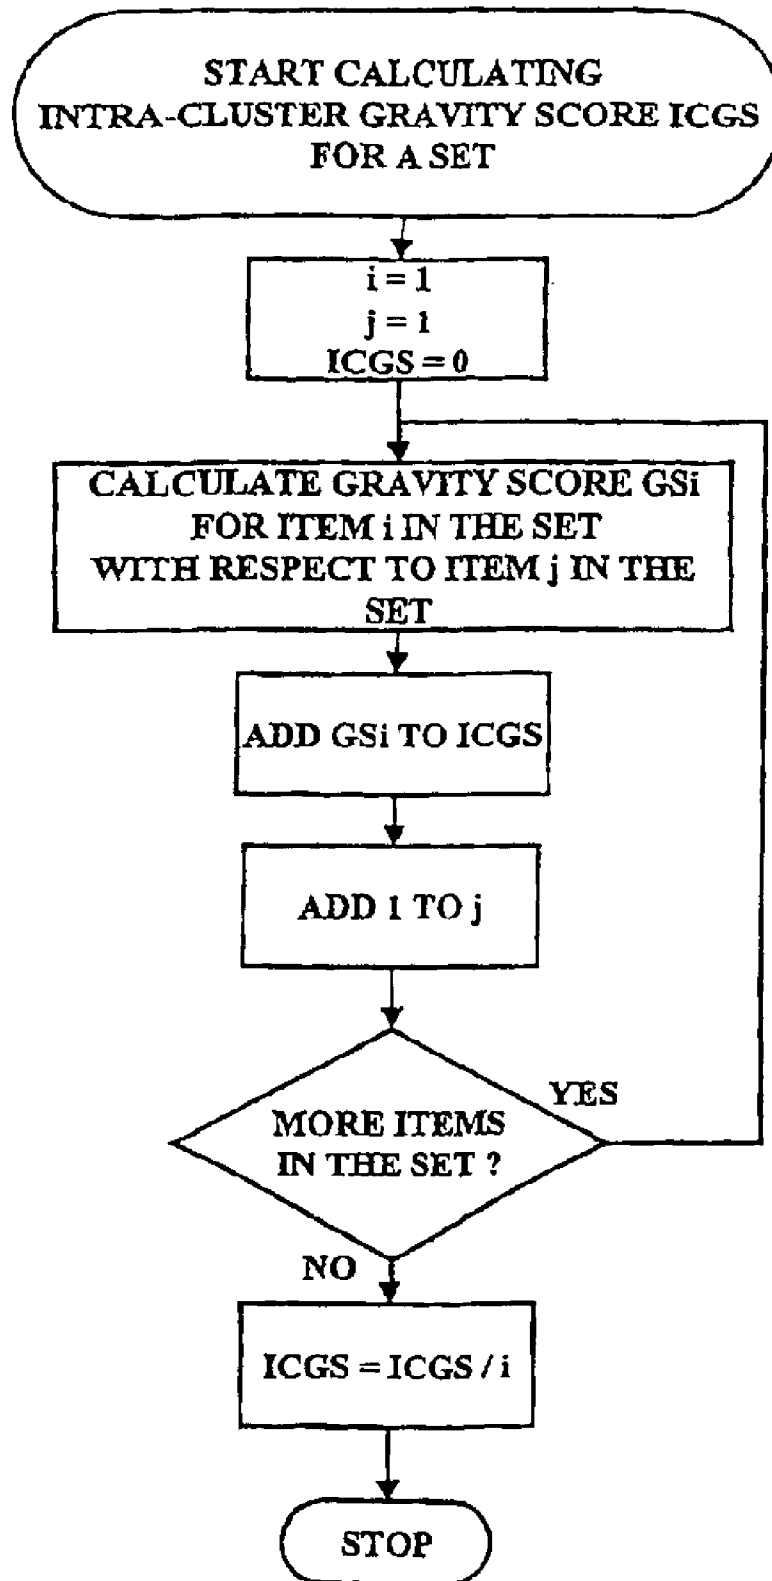 START CALCULATING
INTRA-CLUSTER GRAVITY SCORE ICGS
FOR A SET
i = 1
j = 1
ICGS = 0
CALCULATE GRAVITY SCORE GSi
FOR ITEM i IN THE SET
WITH RESPECT TO ITEM j IN THE
SET
ADD GSi TO ICGS
ADD 1 TO j
YES
MORE ITEMS
IN THE SET ?
NO
ICGS = ICGS / i
STOP